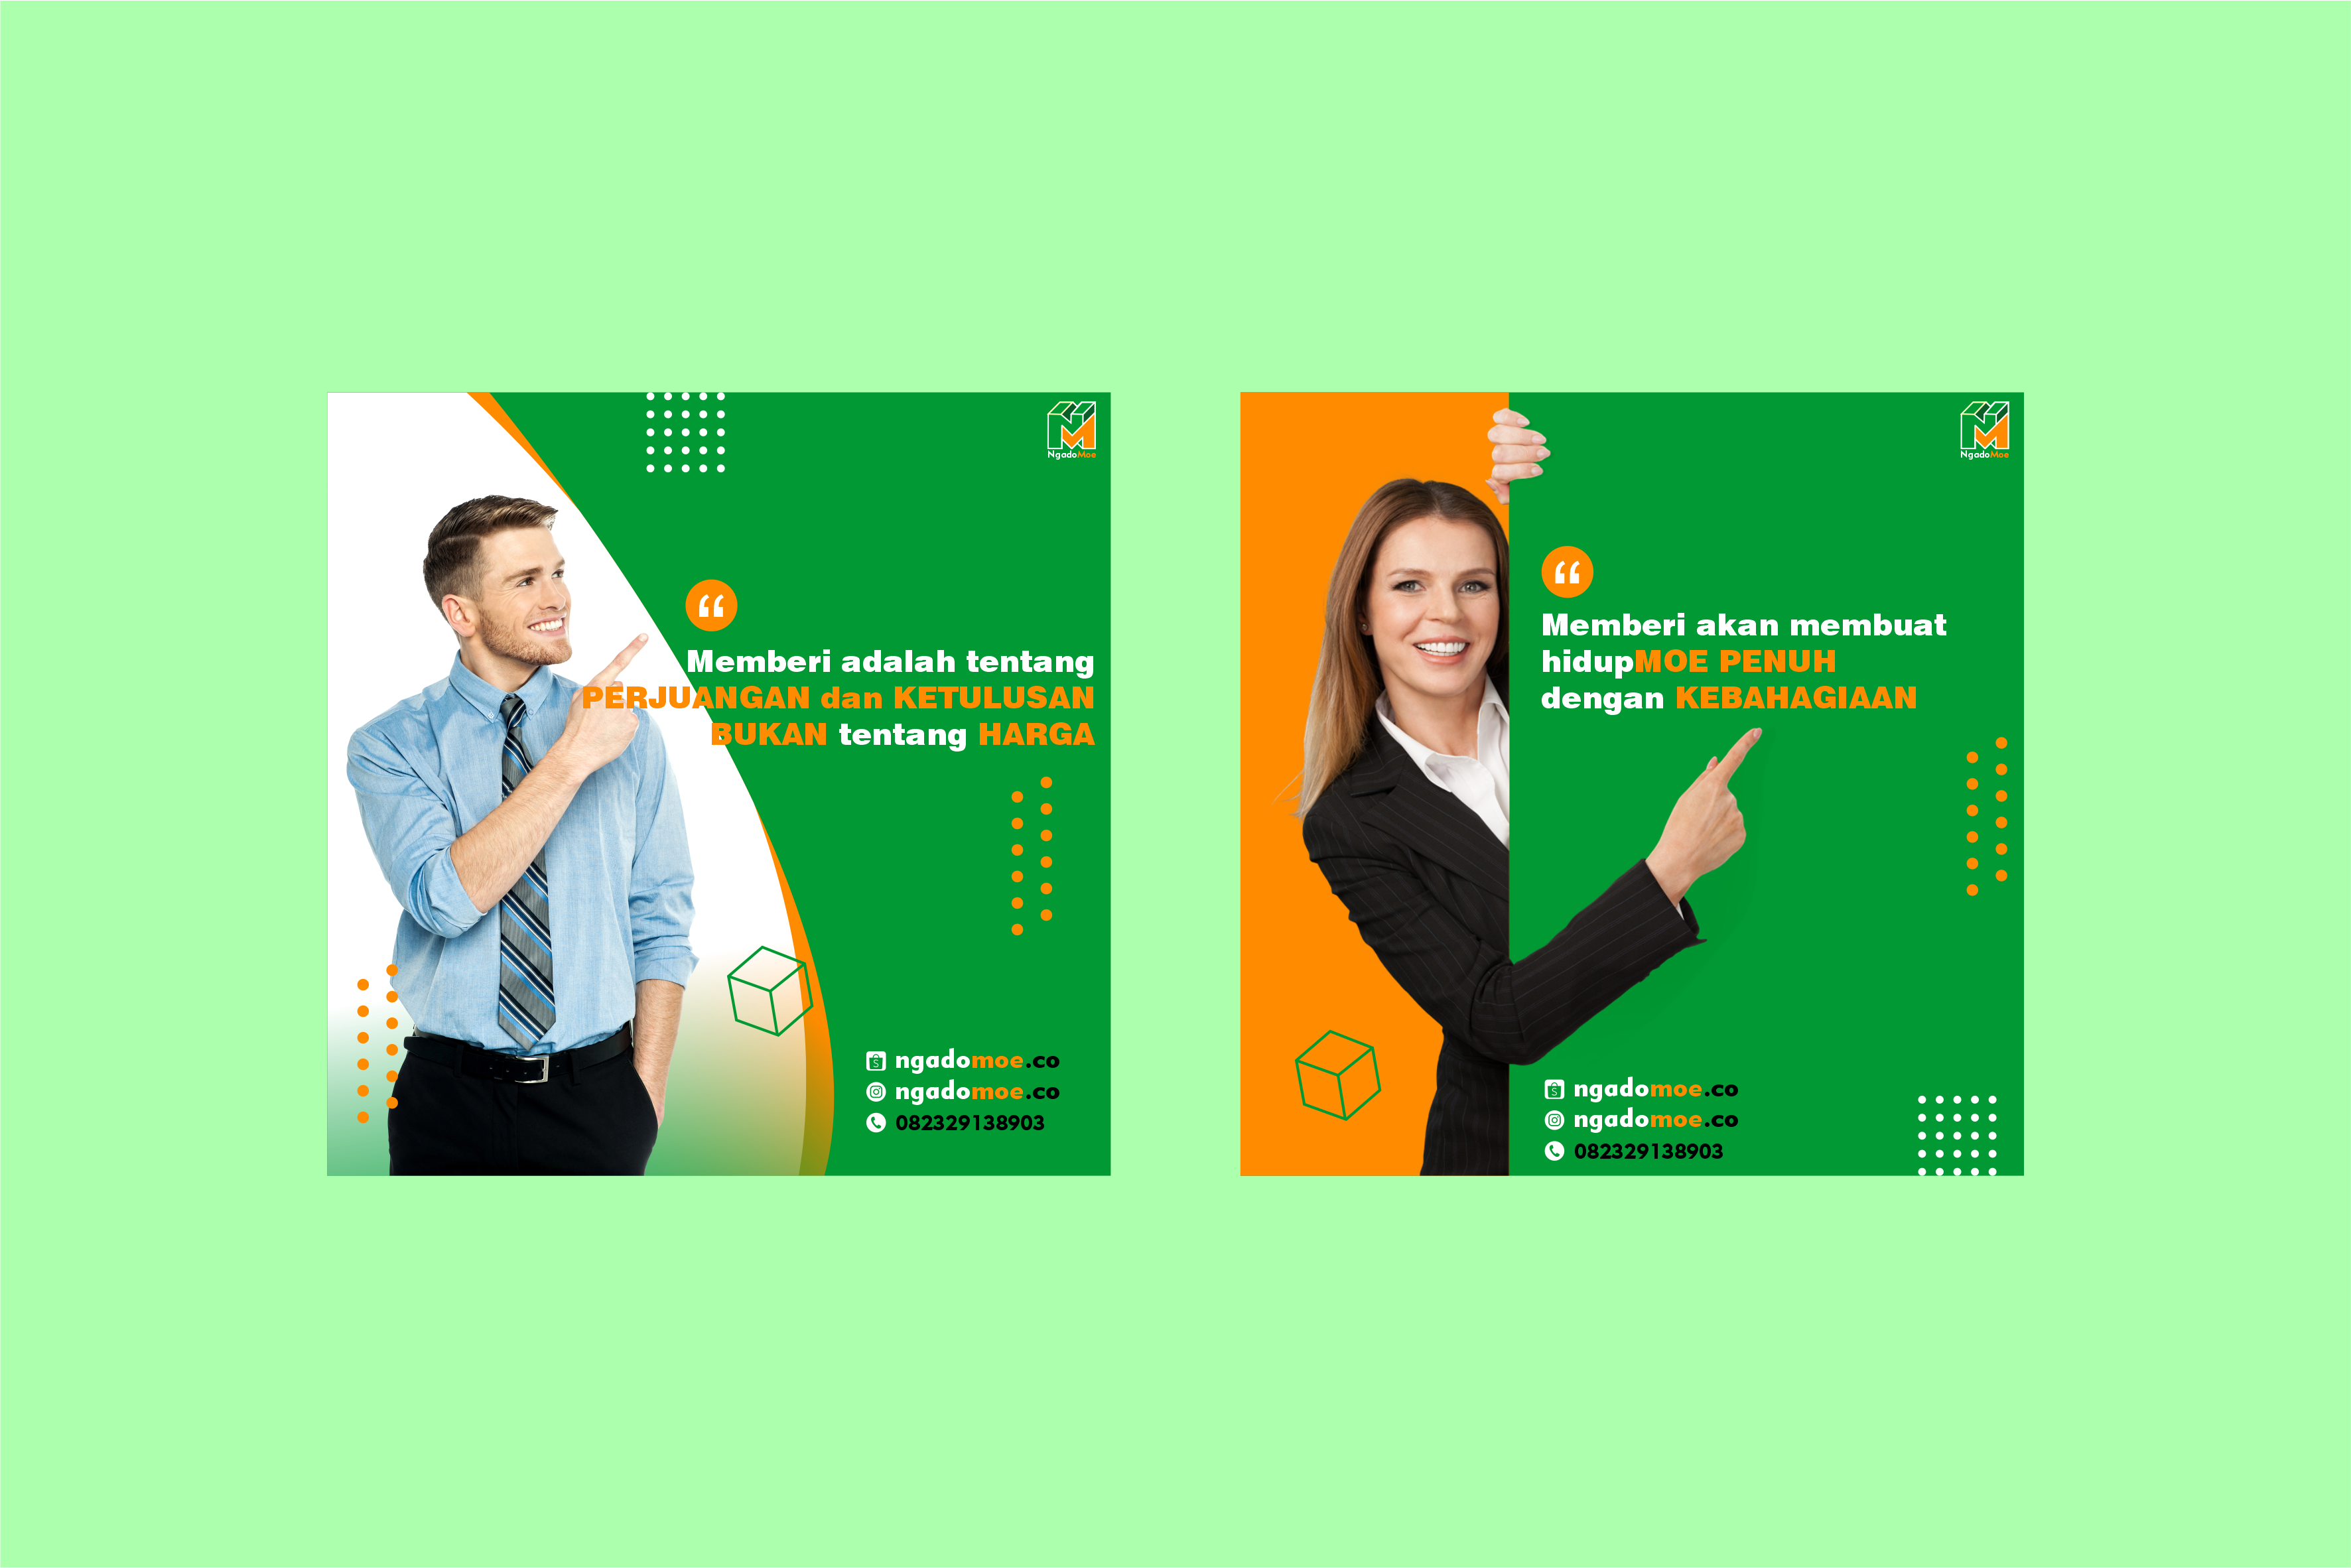 NgadoMoe
“
Memberi adalah tentang
PERJUANGAN dan KETULUSAN
BUKAN tentang HARGA
ngadomoe.co
ngadomoe.co
082329138903
NgadoMoe
“
Memberi akan membuat
hidupMOE PENUH
dengan KEBAHAGIAAN
ngadomoe.co
ngadomoe.co
082329138903